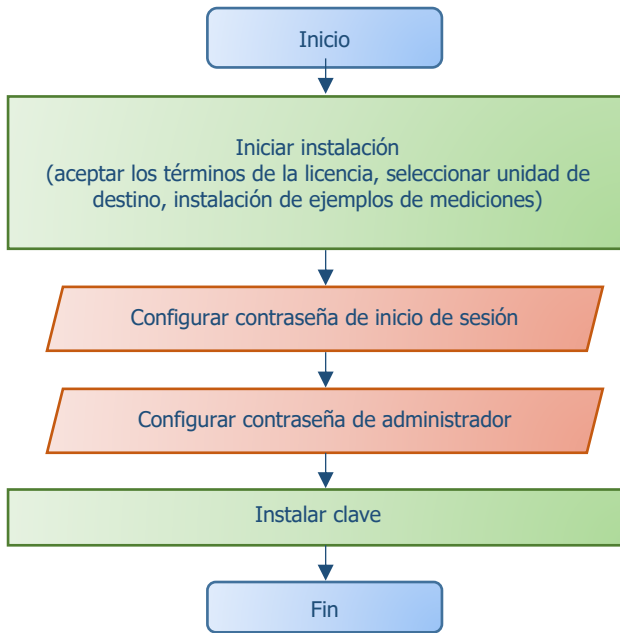 Inicio
Iniciar instalación
(aceptar los términos de la licencia, seleccionar unidad de
destino, instalación de ejemplos de mediciones)
Configurar contraseña de inicio de sesión
Configurar contraseña de administrador
Instalar clave
Fin